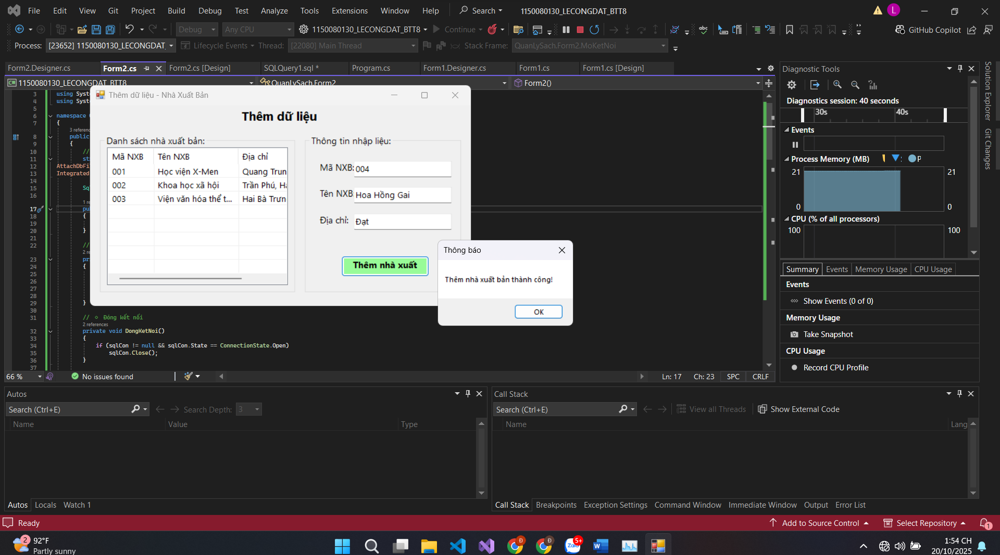 File Edit View Git Project Build Debug Test Analyze Tools Extensions Window Help Search 1150080130_LECONGDAT_BTT8 L
Debug Any CPU 1150080130_LECONGDAT_BTT8 Continue GitHub Copilot
Process: [23652] 1150080130_LECONGDAT_ Lifecycle Events Thread: [22080] Main Thread Stack Frame: QuanLySach.Form2.MoKetNoi
Form2.Designer.cs Form2.cs Form2.cs [Design] SQLQuery1.sql * Program.cs Form1.Designer.cs Form1.cs Form1.cs [Design]
1150080130_LECONGDAT_BTT8 QuanLySach.Form2 Form2()
3 using Syst
4 using Syst
5
6 namespace
7 {
3 referenc
8 public
9 {
10 //
11 st
12 AttachDbFi
13 Integrated
14
15 Sq
16
1 re
17 pu
18 {
19
20 }
21
22 //
2 re
23 pr
24 {
25
26
27
28
29 }
30
31 // ○ Đóng kết nối
2 references
32 private void DongKetNoi()
33 {
34 if (sqlCon != null && sqlCon.State == ConnectionState.Open)
35 sqlCon.Close();
36 }
37
Thêm dữ liệu - Nhà Xuất Bản
Thêm dữ liệu
Danh sách nhà xuất bản:
Mã NXB Tên NXB Địa chỉ
001 Học viện X-Men Quang Trun
002 Khoa học xã hội Trần Phú, Hà
003 Viện văn hóa thể t... Hai Bà Trưn
Thông tin nhập liệu:
Mã NXB: 004
Tên NXB Hoa Hồng Gai
Địa chỉ: Đạt
Thêm nhà xuất
Thông báo
Thêm nhà xuất bản thành công!
OK
66 % No issues found Ln: 17 Ch: 23 SPC CRLF
Diagnostic Tools
Diagnostics session: 40 seconds
30s 40s
Events
Process Memory (MB) P
21 21
0 0
CPU (% of all processors)
100 100
Summary Events Memory Usage CPU Usage
Events
Show Events (0 of 0)
Memory Usage
Take Snapshot
CPU Usage
Record CPU Profile
Solution Explorer
Git Changes
Autos
Search (Ctrl+E) Search Depth: 3
Name Value Type
Autos Locals Watch 1
Call Stack
Search (Ctrl+E) View all Threads Show External Code
Name Lang
Call Stack Breakpoints Exception Settings Command Window Immediate Window Output Error List
Ready Add to Source Control Select Repository 1
2 92°F
Partly sunny
Đ Đ Zalo 5+ W
1:54 CH
20/10/2025